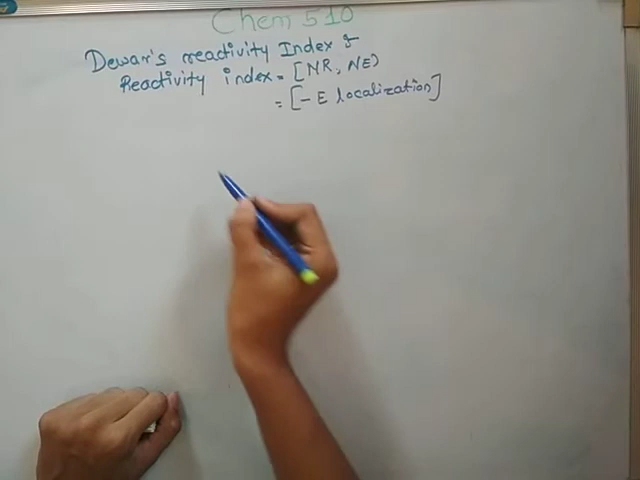 Chem 510
Dewar's reactivity Index :
Reactivity index = [NR, NE)
= [- E localization]